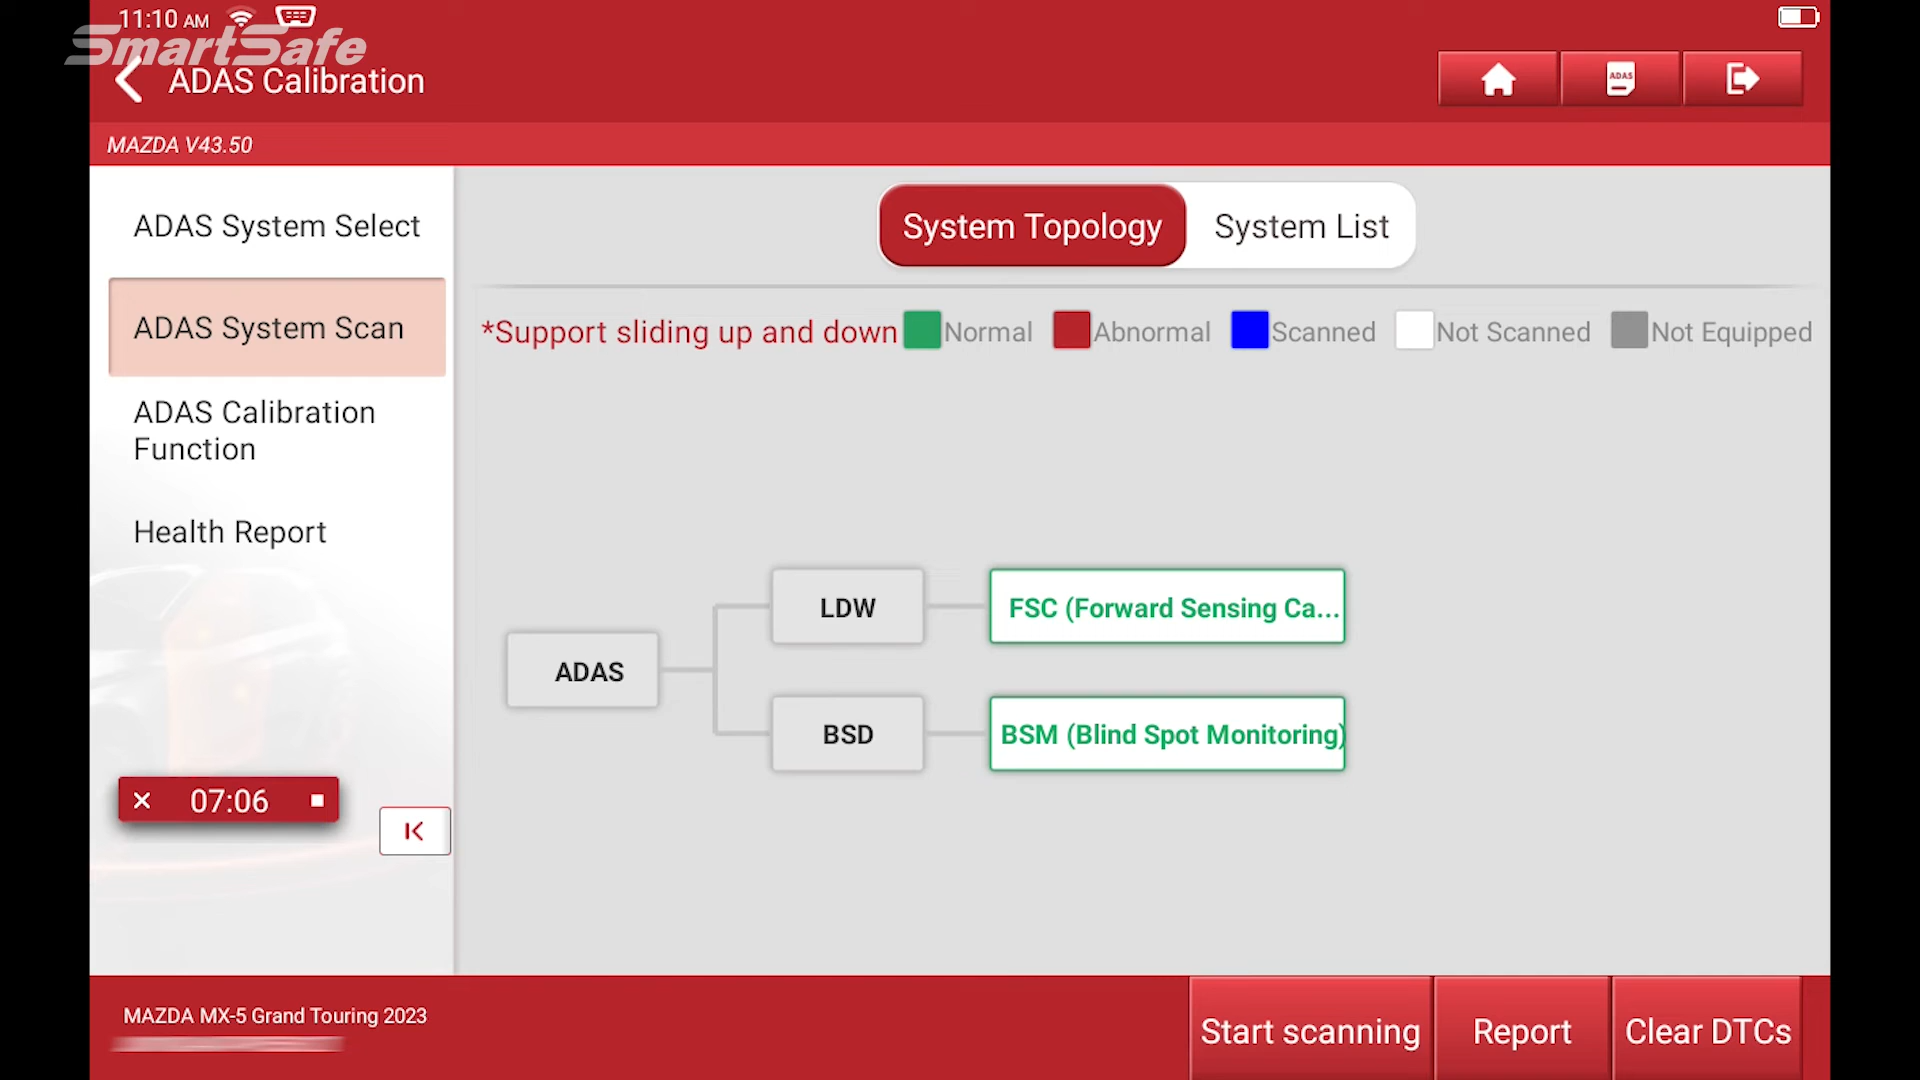 11:10 AM
SmartSafe
ADAS Calibration
ADAS
MAZDA V43.50
ADAS System Select
ADAS System Scan
ADAS Calibration
Function
Health Report
System Topology
System List
*Support sliding up and down
Normal
Abnormal
Scanned
Not Scanned
Not Equipped
ADAS
LDW
FSC (Forward Sensing Ca...
BSD
BSM (Blind Spot Monitoring)
07:06
MAZDA MX-5 Grand Touring 2023
Start scanning
Report
Clear DTCs